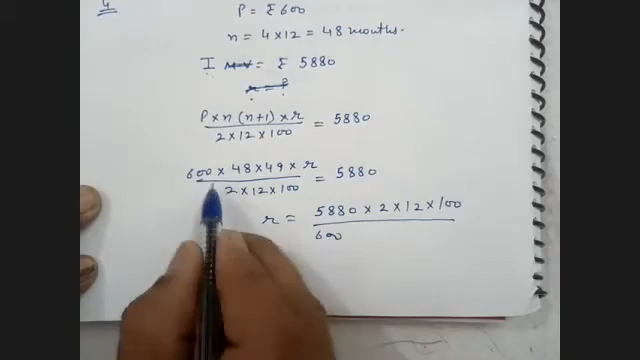 4
P = ₹ 600
n = 4 × 12 = 48 months.
I = ₹ 5880
r = ?
P × n (n+1) × r / 2 × 12 × 100 = 5880
600 × 48 × 49 × r / 2 × 12 × 100 = 5880
r = 5880 × 2 × 12 × 100 / 600